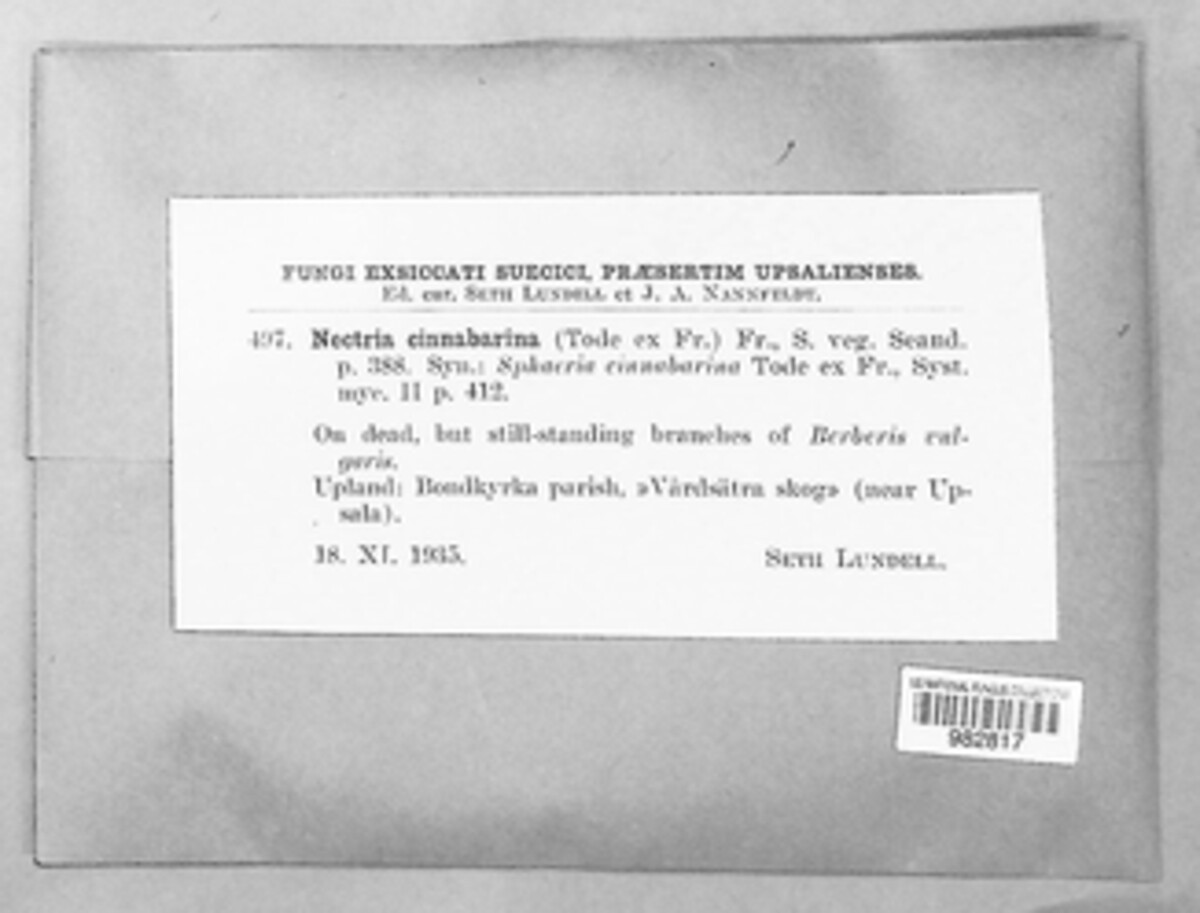 FUNGI EXSICCATI SUECICI, PRÆSERTIM UPSALIENSES.
Ed. cur. SETH LUNDELL et J. A. NANNFELDT.
497. Nectria cinnabarina (Tode ex Fr.) Fr., S. veg. Scand.
p. 388. Syn.: Sphaeria cinnabarina Tode ex Fr., Syst.
myc. II p. 412.
On dead, but still-standing branches of Berberis vul-
garis.
Upland: Bondkyrka parish, »Vårdsätra skog» (near Up-
sala).
18. XI. 1935. SETH LUNDELL.
982817